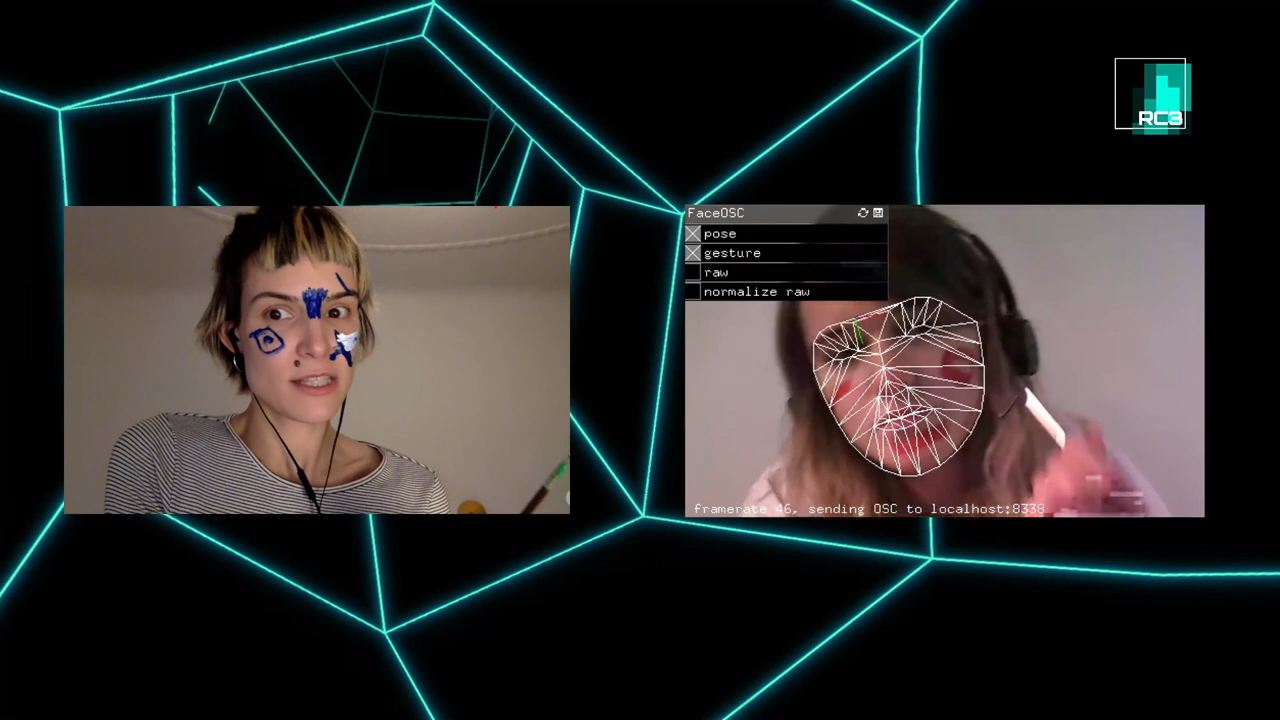 RC3
FaceOSC
pose
gesture
raw
normalize raw
framerate 46, sending OSC to localhost:8338